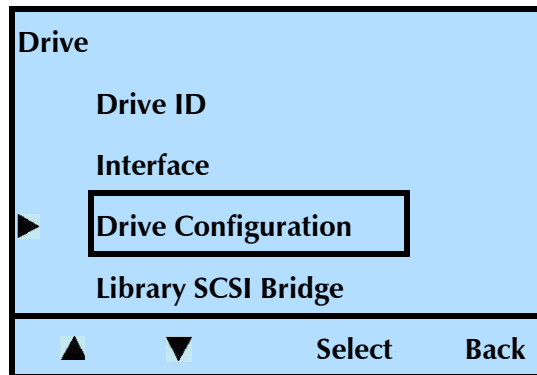 Drive
Drive ID
Interface
Drive Configuration
Library SCSI Bridge
Select Back